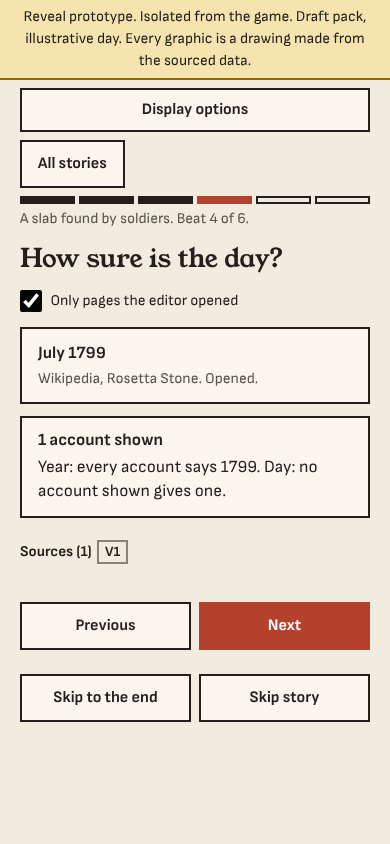 Reveal prototype. Isolated from the game. Draft pack,
illustrative day. Every graphic is a drawing made from
the sourced data.
Display options
All stories
A slab found by soldiers. Beat 4 of 6.
How sure is the day?
Only pages the editor opened
July 1799
Wikipedia, Rosetta Stone. Opened.
1 account shown
Year: every account says 1799. Day: no
account shown gives one.
Sources (1) V1
Previous
Next
Skip to the end
Skip story